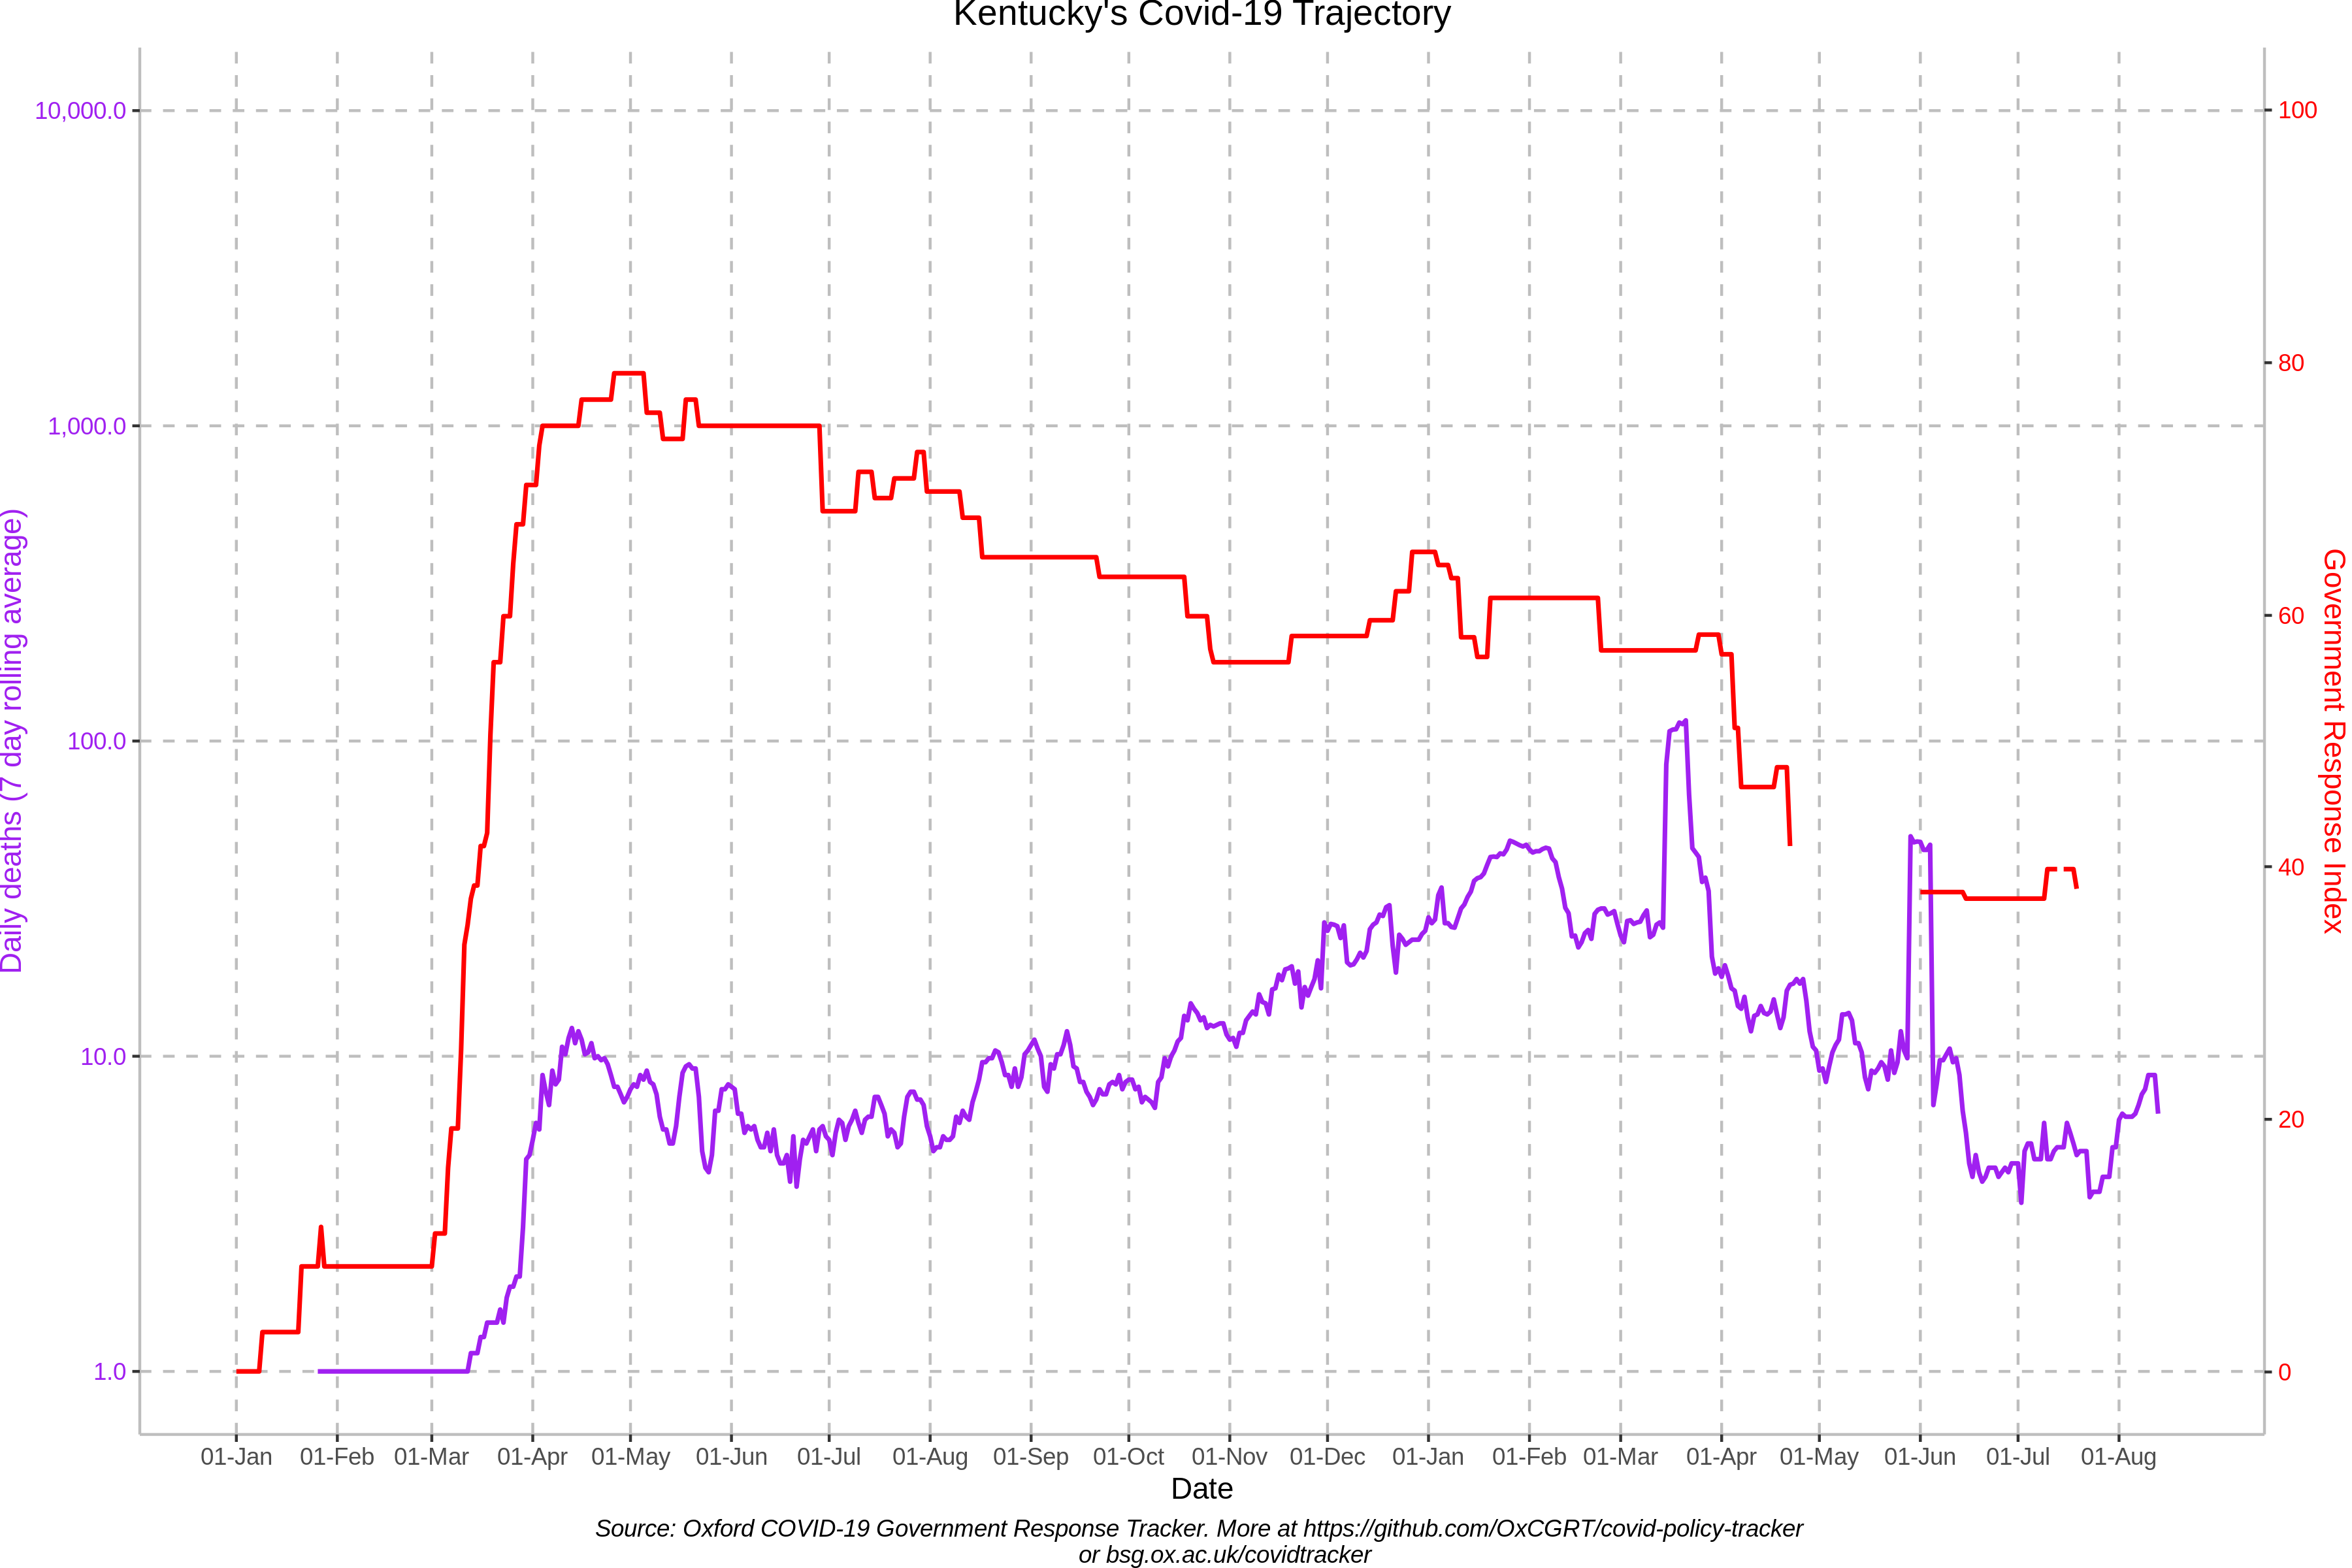 Kentucky's Covid-19 Trajectory
10,000.0
1,000.0
100.0
10.0
1.0
Daily deaths (7 day rolling average)
100
80
60
40
20
0
Government Response Index
01-Jan 01-Feb 01-Mar 01-Apr 01-May 01-Jun 01-Jul 01-Aug 01-Sep 01-Oct 01-Nov 01-Dec 01-Jan 01-Feb 01-Mar 01-Apr 01-May 01-Jun 01-Jul 01-Aug
Date
Source: Oxford COVID-19 Government Response Tracker. More at https://github.com/OxCGRT/covid-policy-tracker
or bsg.ox.ac.uk/covidtracker